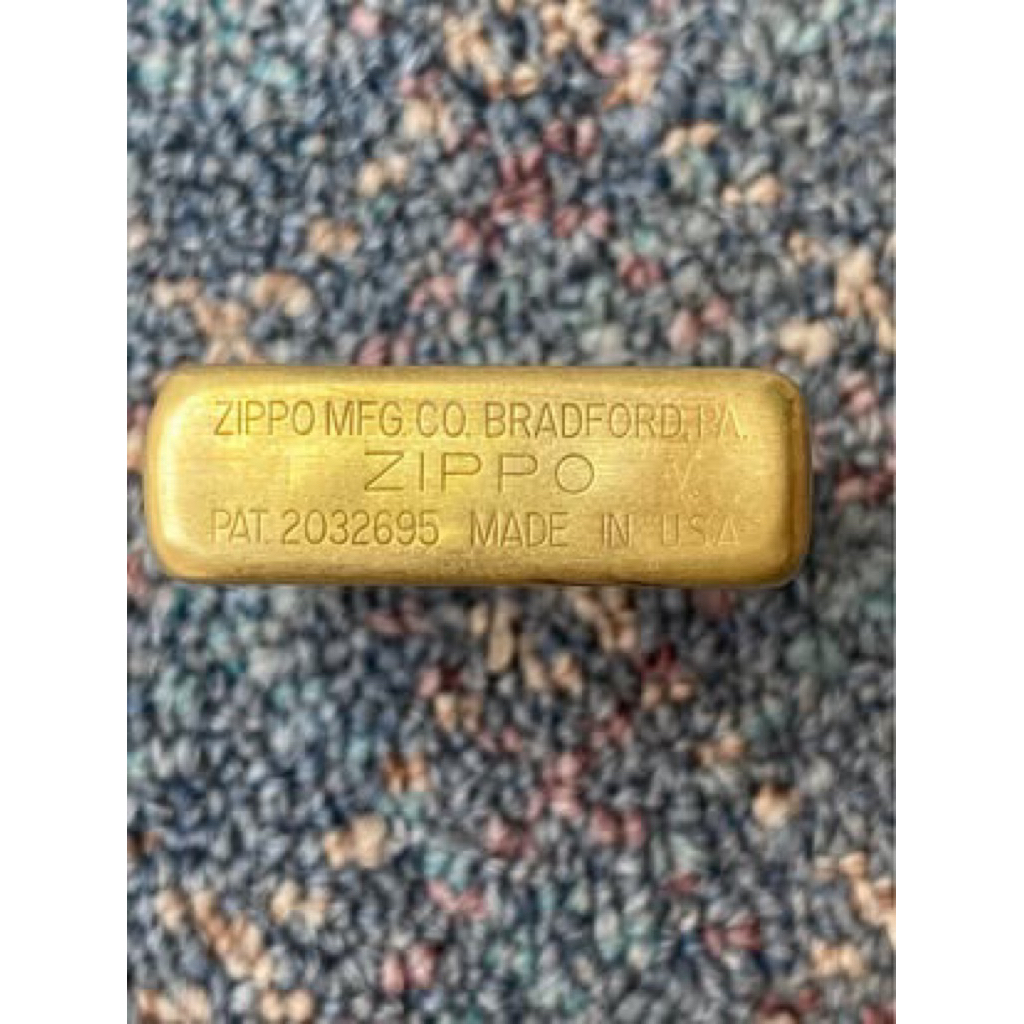 ZIPPO MFG. CO. BRADFORD, PA.
ZIPPO
PAT. 2032695 MADE IN U.S.A.